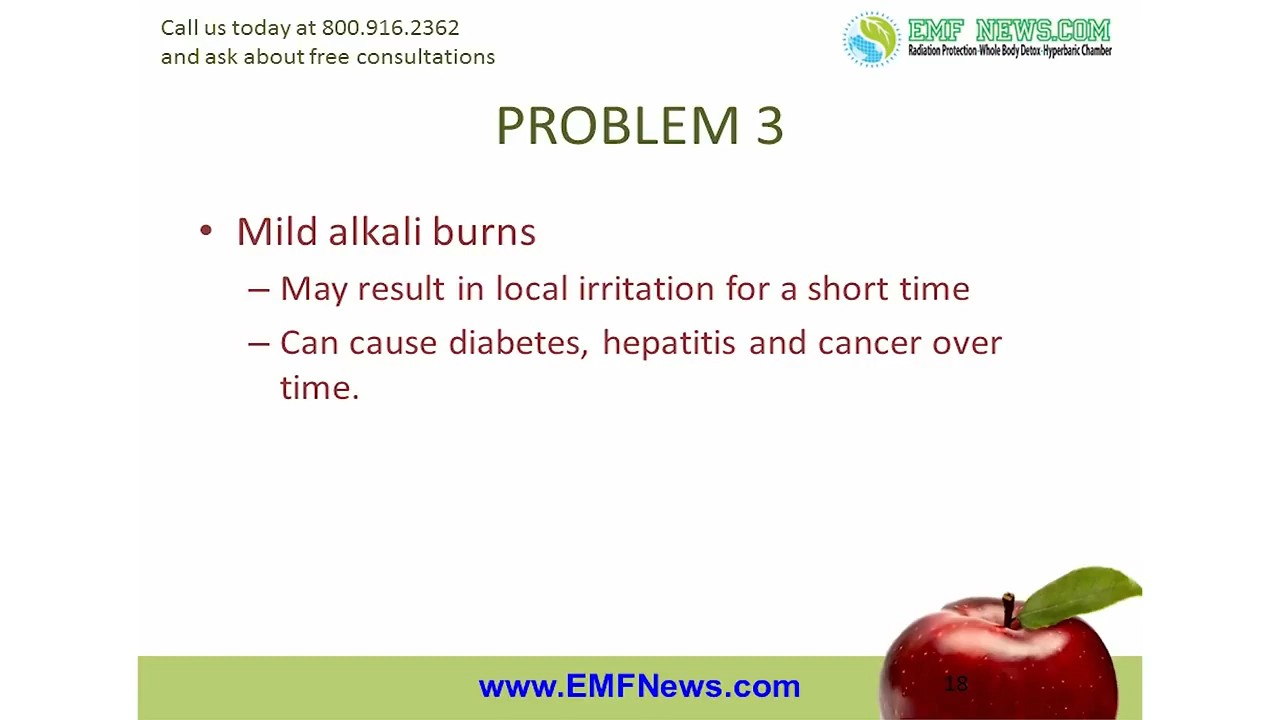 Call us today at 800.916.2362
and ask about free consultations
EMF NEWS.COM
Radiation Protection-Whole Body Detox-Hyperbaric Chamber
PROBLEM 3
• Mild alkali burns
– May result in local irritation for a short time
– Can cause diabetes, hepatitis and cancer over
time.
www.EMFNews.com
18